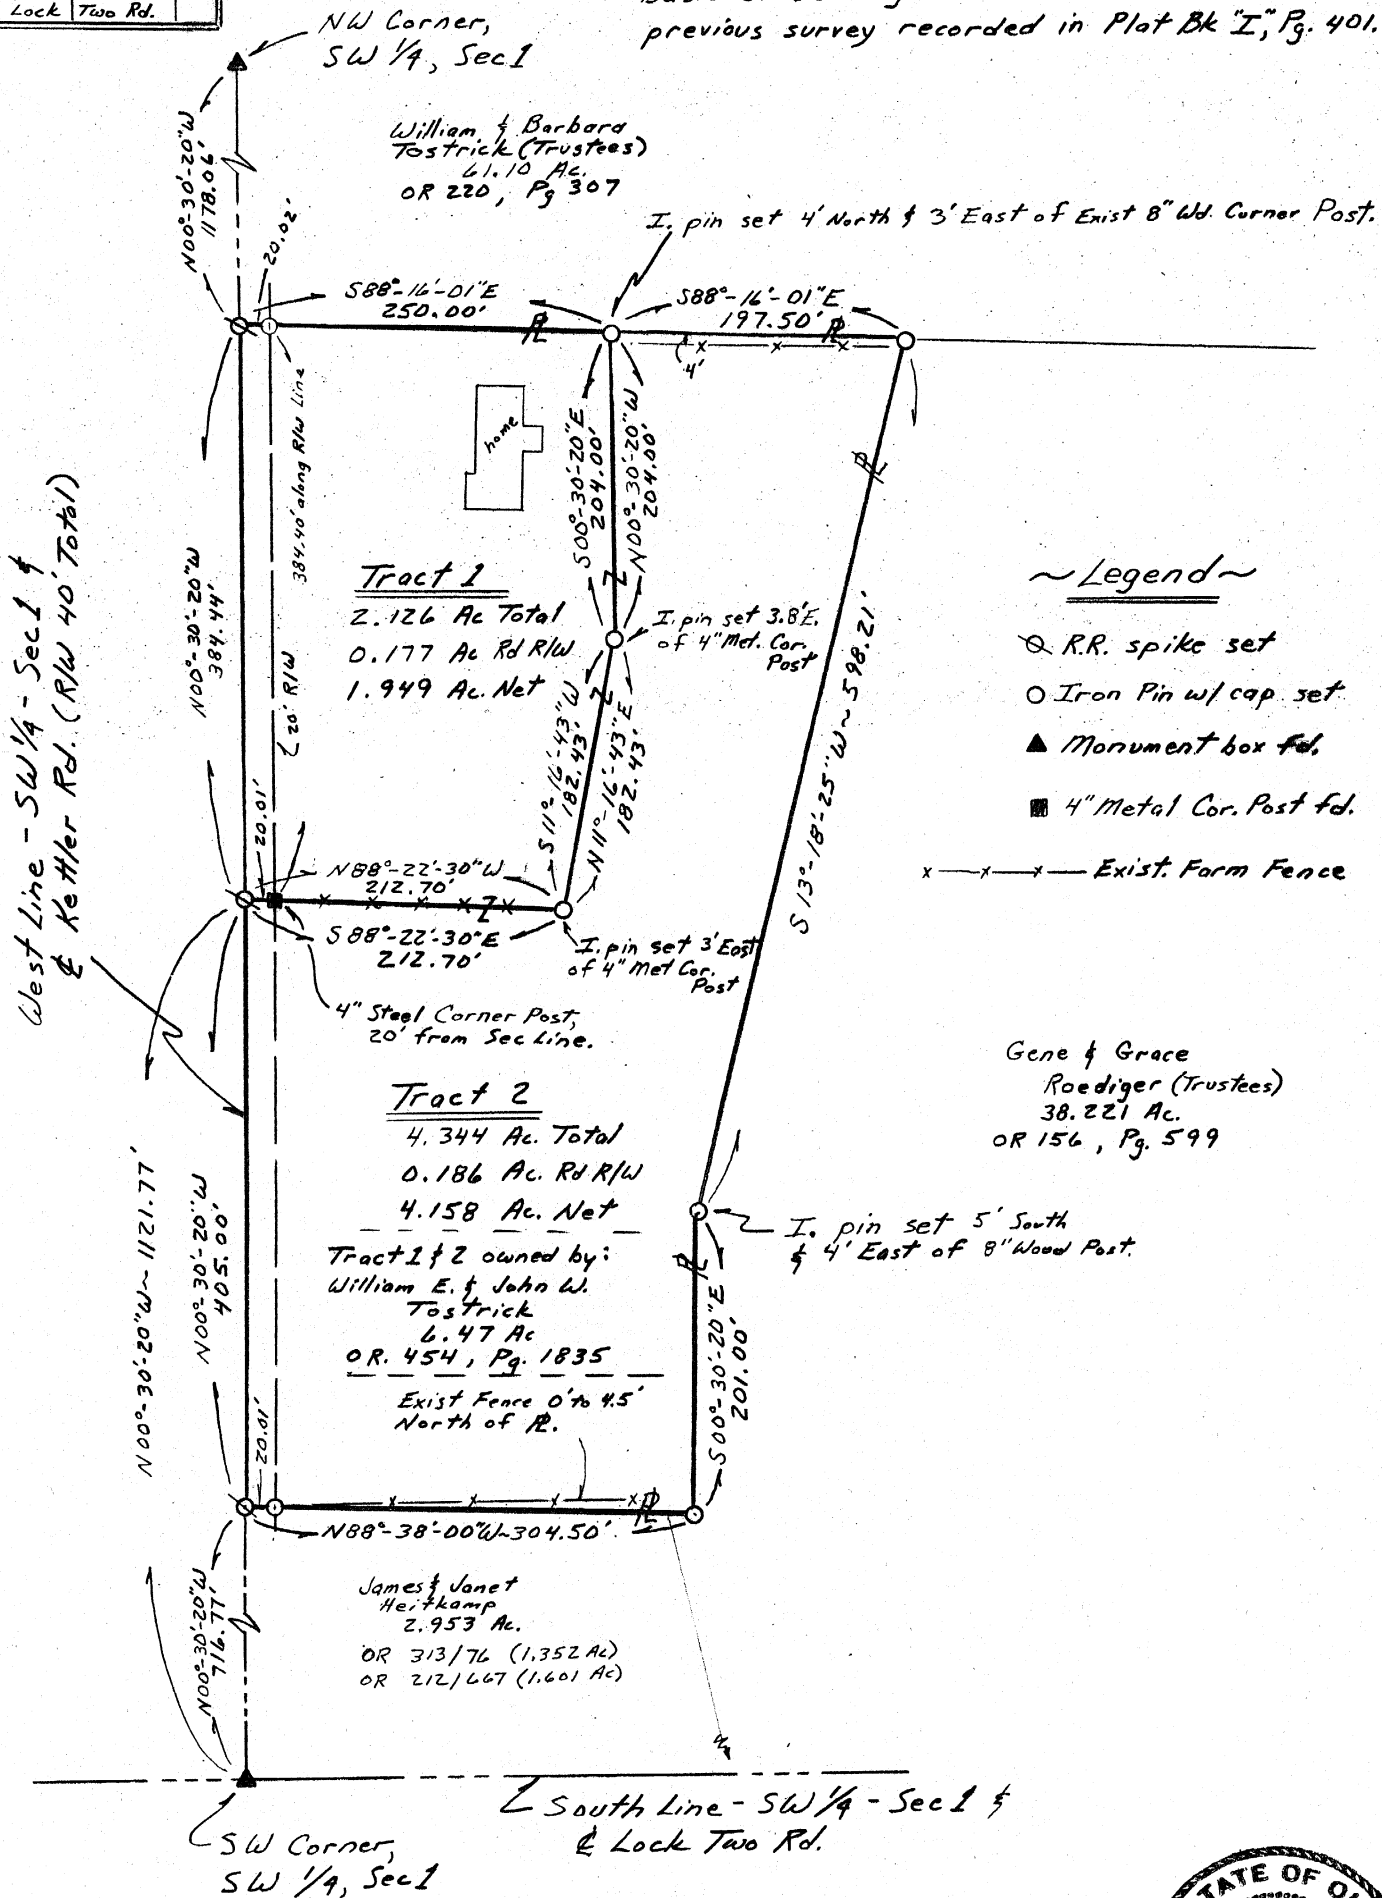 Lock Two Rd.
previous survey recorded in Plat Bk "I", Pg. 401.
NW Corner,
SW 1/4, Sec 1
N00°-30'-20"W
1178.06'
William & Barbara
Tostrick (Trustees)
61.10 Ac.
OR 220, Pg 307
I. pin set 4' North & 3' East of Exist 8" Wd. Corner Post.
20.02'
S88°-16'-01"E
250.00'
S88°-16'-01"E
197.50'
4'
home
384.40' along R/W Line
S00°-30'-20"E
204.00'
N00°-30'-20"W
204.00'
West Line - SW 1/4 - Sec 1 &
℄ Kettler Rd. (R/W 40' Total)
N00°-30'-20"W
384.44'
20' R/W
Tract 1
2.126 Ac Total
0.177 Ac Rd R/W
1.949 Ac. Net
I. pin set 3.8'E.
of 4" Met. Cor.
Post
S11°-16'-43"W
182.43'
N11°-16'-43"E
182.43'
S13°-18'-25"W ~ 598.21'
~ Legend ~
R.R. spike set
Iron Pin w/ cap set
Monument box fd.
4" Metal Cor. Post fd.
x—x—x— Exist. Farm Fence
20.01'
N88°-22'-30"W
212.70'
S88°-22'-30"E
212.70'
I. pin set 3' East
of 4" Met Cor.
Post
4" Steel Corner Post,
20' from Sec Line.
Gene & Grace
Roediger (Trustees)
38.221 Ac.
OR 156, Pg. 599
Tract 2
4.344 Ac. Total
0.186 Ac. Rd R/W
4.158 Ac. Net
Tract 1 & 2 owned by:
William E. & John W.
Tostrick
6.47 Ac
OR. 454, Pg. 1835
Exist Fence 0' to 4.5'
North of PL.
I. pin set 5' South
& 4' East of 8" Wood Post.
N00°-30'-20"W ~ 1121.77'
N00°-30'-20"W
405.00'
20.01'
S00°-30'-20"E
201.00'
N88°-38'-00"W ~ 304.50'
N00°-30'-20"W
716.77'
James & Janet
Heitkamp
2.953 Ac.
OR 313/76 (1.352 Ac)
OR 212/667 (1.601 Ac)
South Line - SW 1/4 - Sec 1 &
℄ Lock Two Rd.
SW Corner,
SW 1/4, Sec 1
TATE OF O